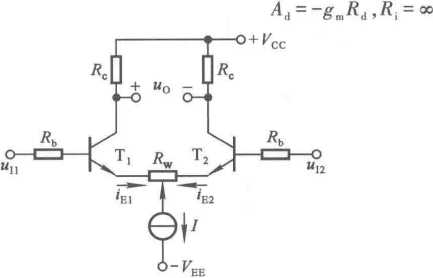 A_d = -g_m R_d , R_i = ∞
+V_CC
R_c
+ u_O −
R_c
R_b
T_1
R_w
T_2
R_b
u_I1
i_E1
i_E2
u_I2
I
-V_EE